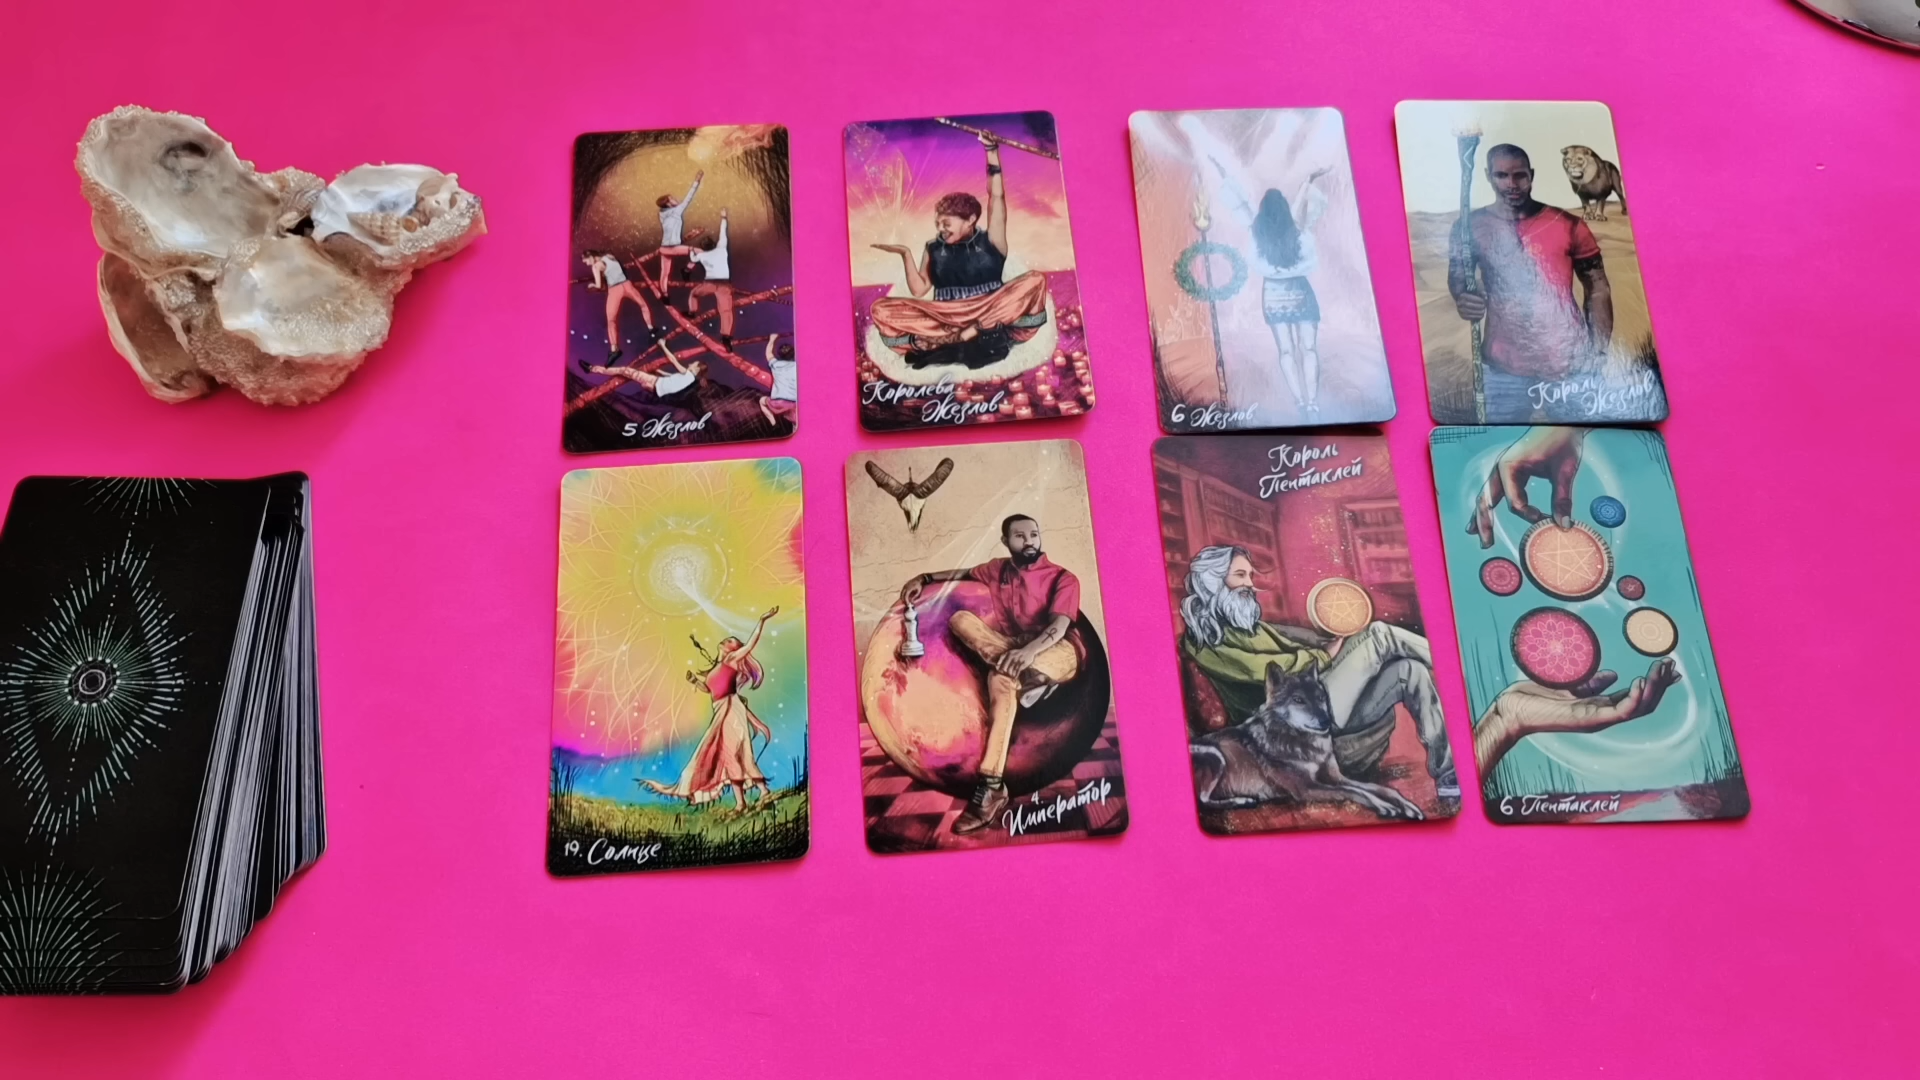 5 Жезлов
Королева
Жезлов
6 Жезлов
Король
Жезлов
19. Солнце
4.
Император
Король
Пентаклей
6 Пентаклей